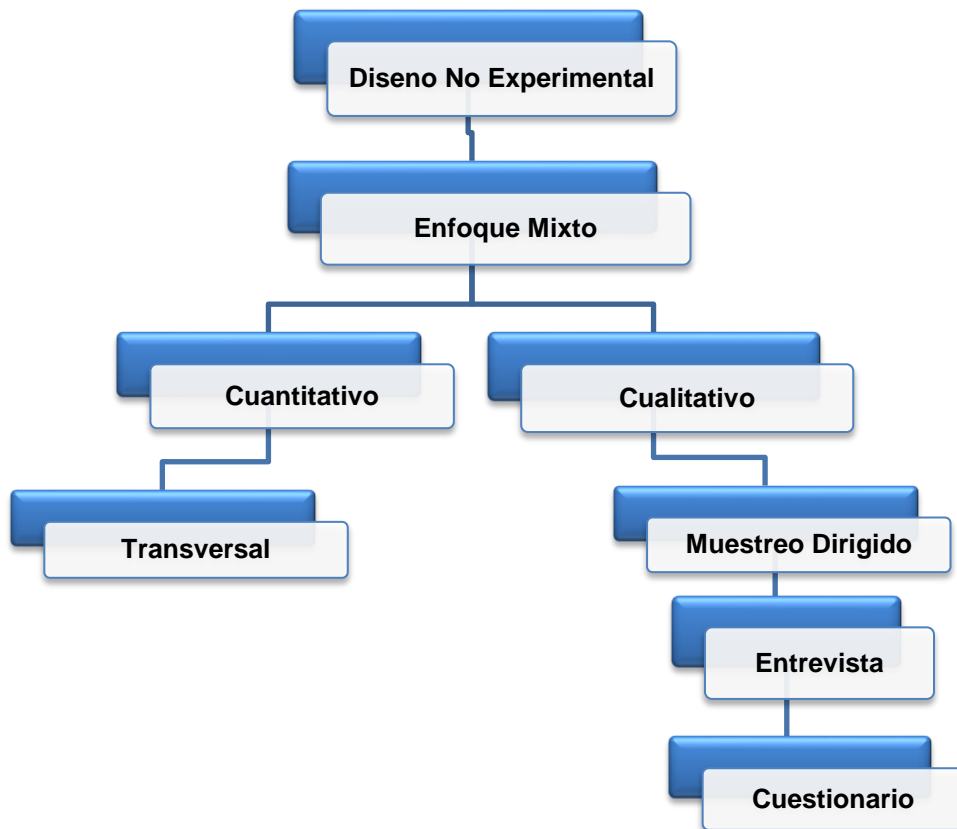 Diseno No Experimental
Enfoque Mixto
Cuantitativo
Cualitativo
Transversal
Muestreo Dirigido
Entrevista
Cuestionario